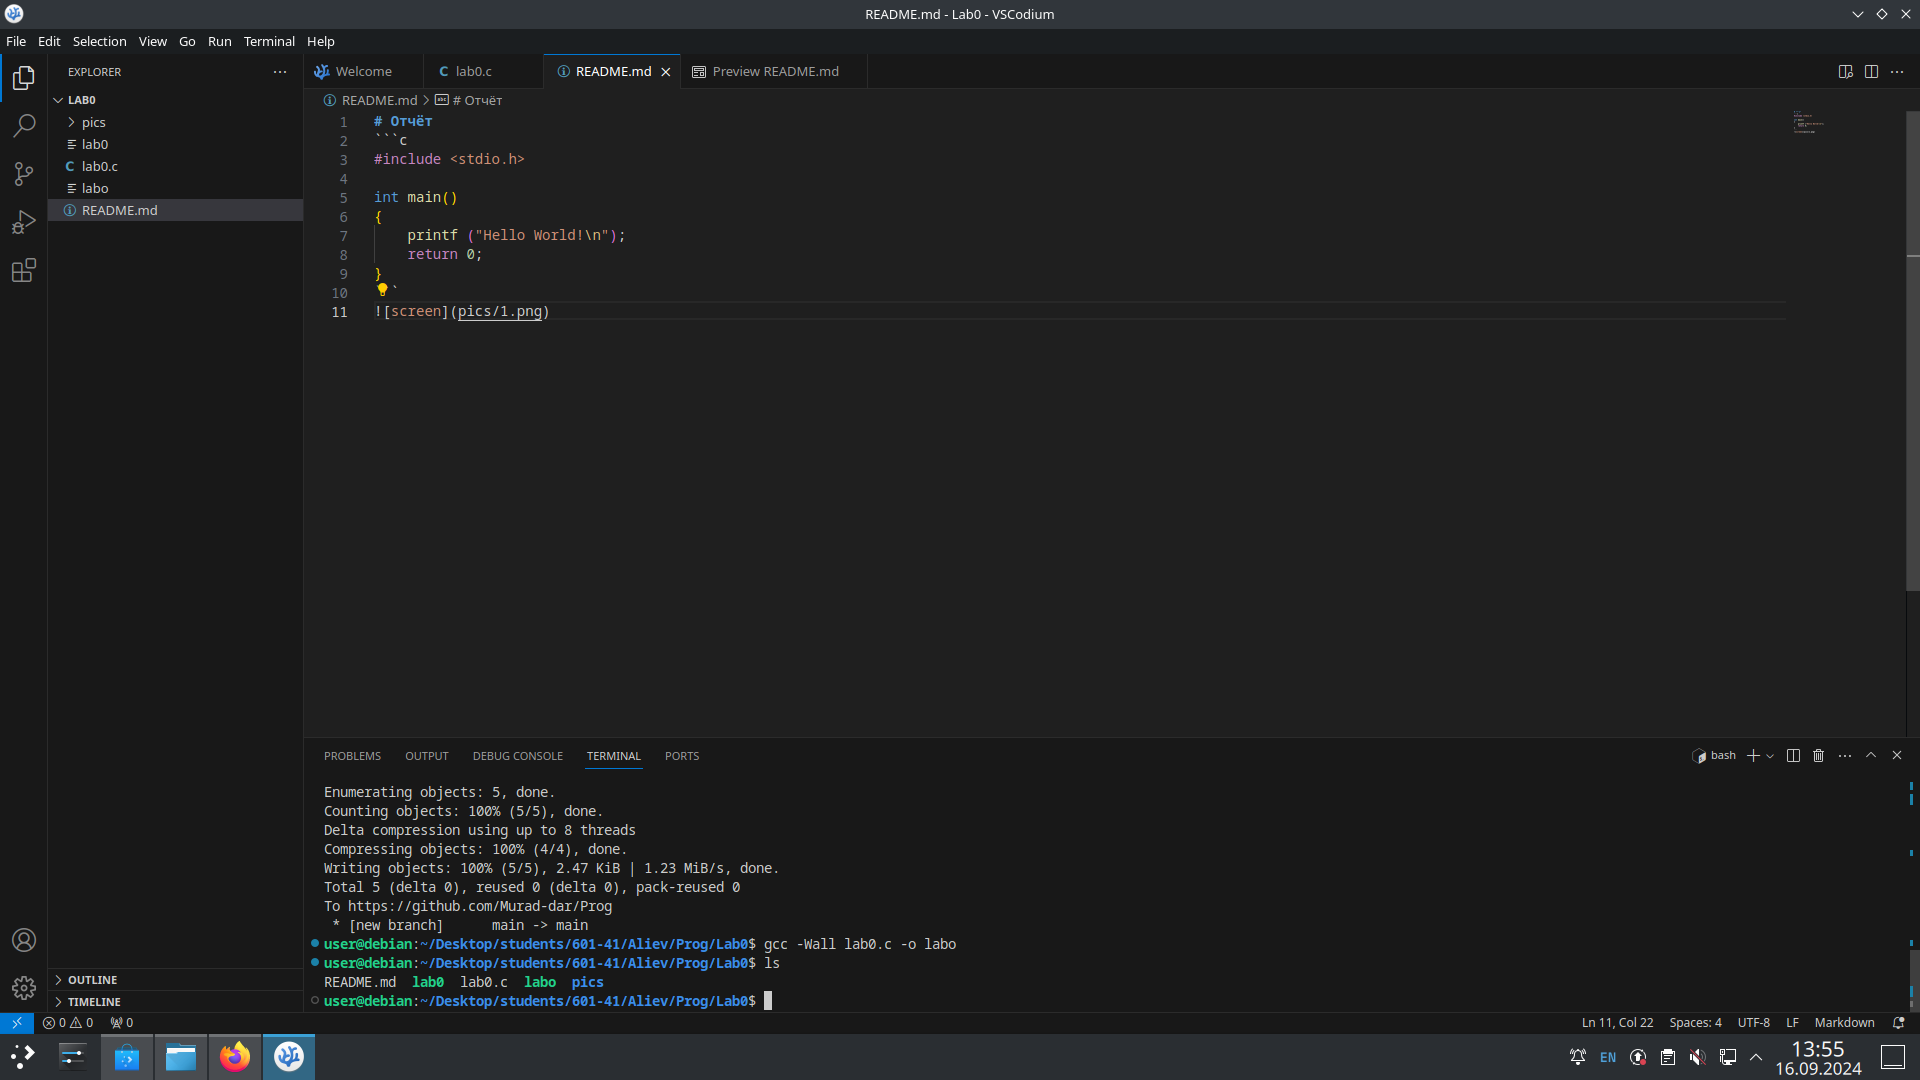 README.md - Lab0 - VSCodium
File Edit Selection View Go Run Terminal Help
EXPLORER
LAB0
pics
lab0
C lab0.c
labo
README.md
Welcome
C lab0.c
README.md
Preview README.md
README.md > # Отчёт
1 # Отчёт
2 ```c
3 #include <stdio.h>
4
5 int main()
6 {
7 printf ("Hello World!\n");
8 return 0;
9 }
10 `
11 ![screen](pics/1.png)
PROBLEMS OUTPUT DEBUG CONSOLE TERMINAL PORTS
bash
Enumerating objects: 5, done.
Counting objects: 100% (5/5), done.
Delta compression using up to 8 threads
Compressing objects: 100% (4/4), done.
Writing objects: 100% (5/5), 2.47 KiB | 1.23 MiB/s, done.
Total 5 (delta 0), reused 0 (delta 0), pack-reused 0
To https://github.com/Murad-dar/Prog
* [new branch] main -> main
user@debian:~/Desktop/students/601-41/Aliev/Prog/Lab0$ gcc -Wall lab0.c -o labo
user@debian:~/Desktop/students/601-41/Aliev/Prog/Lab0$ ls
README.md lab0 lab0.c labo pics
user@debian:~/Desktop/students/601-41/Aliev/Prog/Lab0$
OUTLINE
TIMELINE
0 0 0
Ln 11, Col 22 Spaces: 4 UTF-8 LF Markdown
EN
13:55
16.09.2024